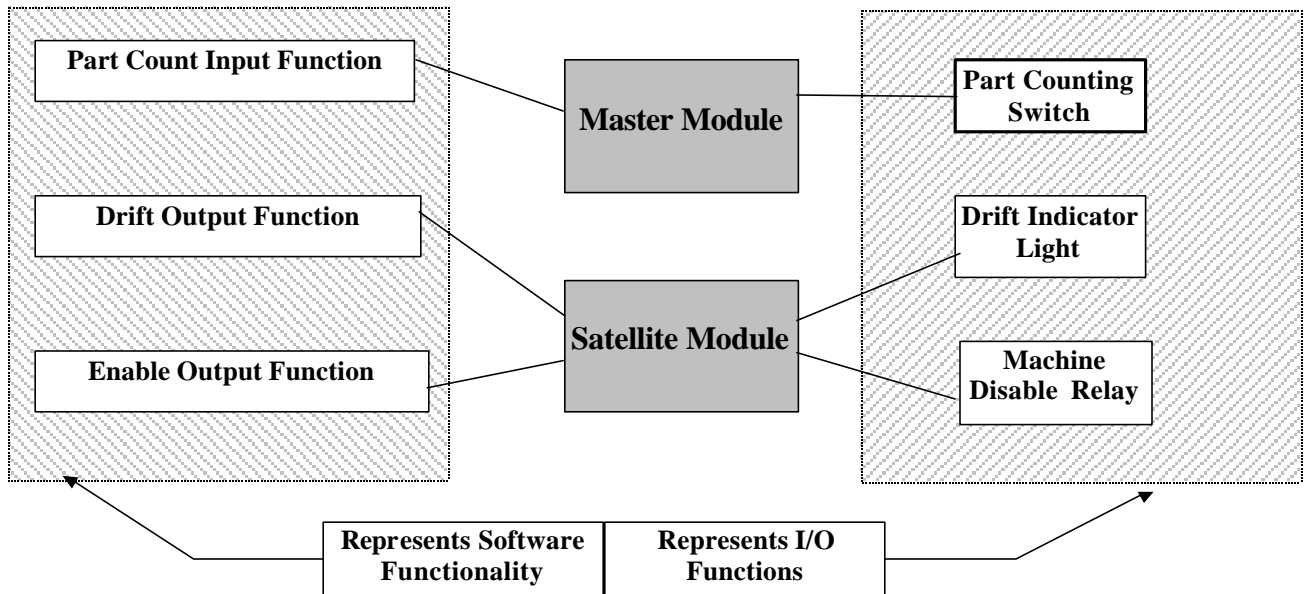 Part Count Input Function
Master Module
Part Counting
Switch
Drift Output Function
Drift Indicator
Light
Satellite Module
Enable Output Function
Machine
Disable Relay
Represents Software
Functionality
Represents I/O
Functions